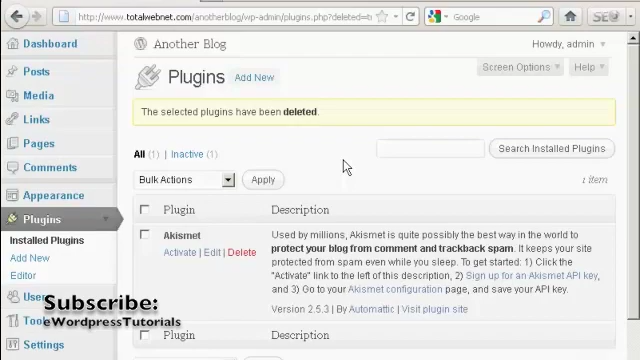 www.totalwebnet.com/anotherblog/wp-admin/plugins.php?deleted=tr
Google
SEO
Another Blog
Howdy, admin
Dashboard
Posts
Media
Links
Pages
Comments
Appearance
Plugins
Installed Plugins
Add New
Editor
Users
Tools
Settings
Screen Options
Help
Plugins Add New
The selected plugins have been deleted.
All (1) | Inactive (1)
Search Installed Plugins
Bulk Actions Apply
1 item
Plugin Description
Akismet
Activate | Edit | Delete
Used by millions, Akismet is quite possibly the best way in the world to
protect your blog from comment and trackback spam. It keeps your site
protected from spam even while you sleep. To get started: 1) Click the
"Activate" link to the left of this description, 2) Sign up for an Akismet API key,
and 3) Go to your Akismet configuration page, and save your API key.
Version 2.5.3 | By Automattic | Visit plugin site
Plugin Description
Subscribe:
eWordpressTutorials